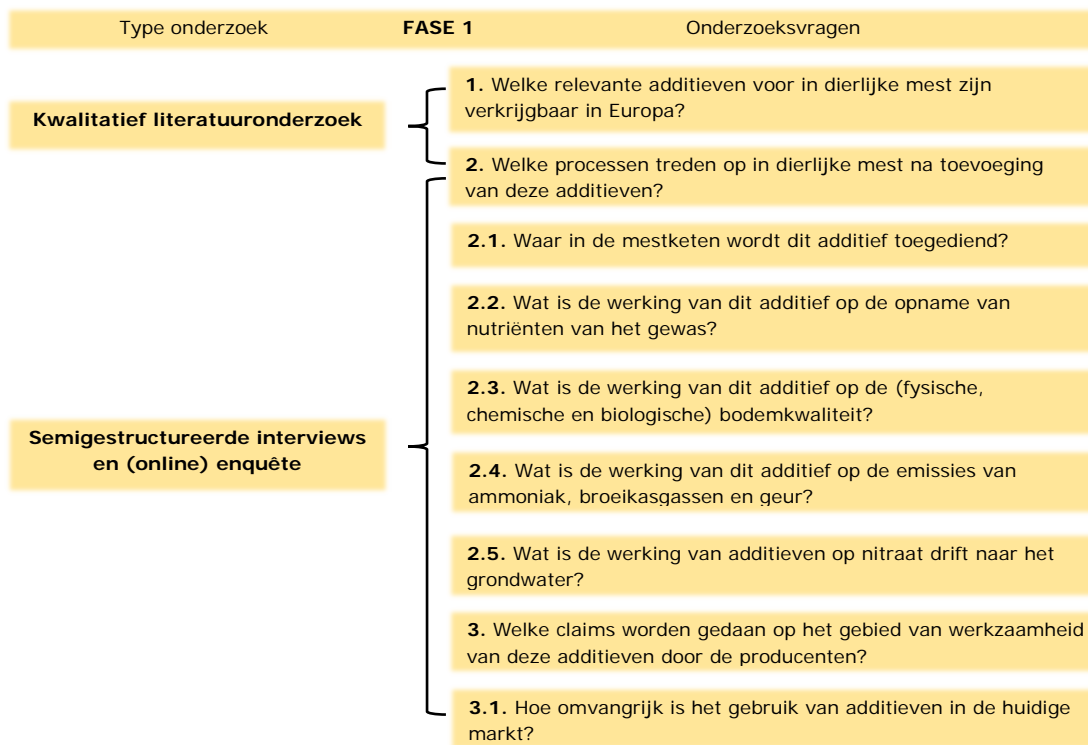 Type onderzoek FASE 1 Onderzoeksvragen
Kwalitatief literatuuronderzoek
1. Welke relevante additieven voor in dierlijke mest zijn
verkrijgbaar in Europa?
2. Welke processen treden op in dierlijke mest na toevoeging
van deze additieven?
2.1. Waar in de mestketen wordt dit additief toegediend?
2.2. Wat is de werking van dit additief op de opname van
nutriënten van het gewas?
2.3. Wat is de werking van dit additief op de (fysische,
chemische en biologische) bodemkwaliteit?
Semigestructureerde interviews
en (online) enquête
2.4. Wat is de werking van dit additief op de emissies van
ammoniak, broeikasgassen en geur?
2.5. Wat is de werking van additieven op nitraat drift naar het
grondwater?
3. Welke claims worden gedaan op het gebied van werkzaamheid
van deze additieven door de producenten?
3.1. Hoe omvangrijk is het gebruik van additieven in de huidige
markt?